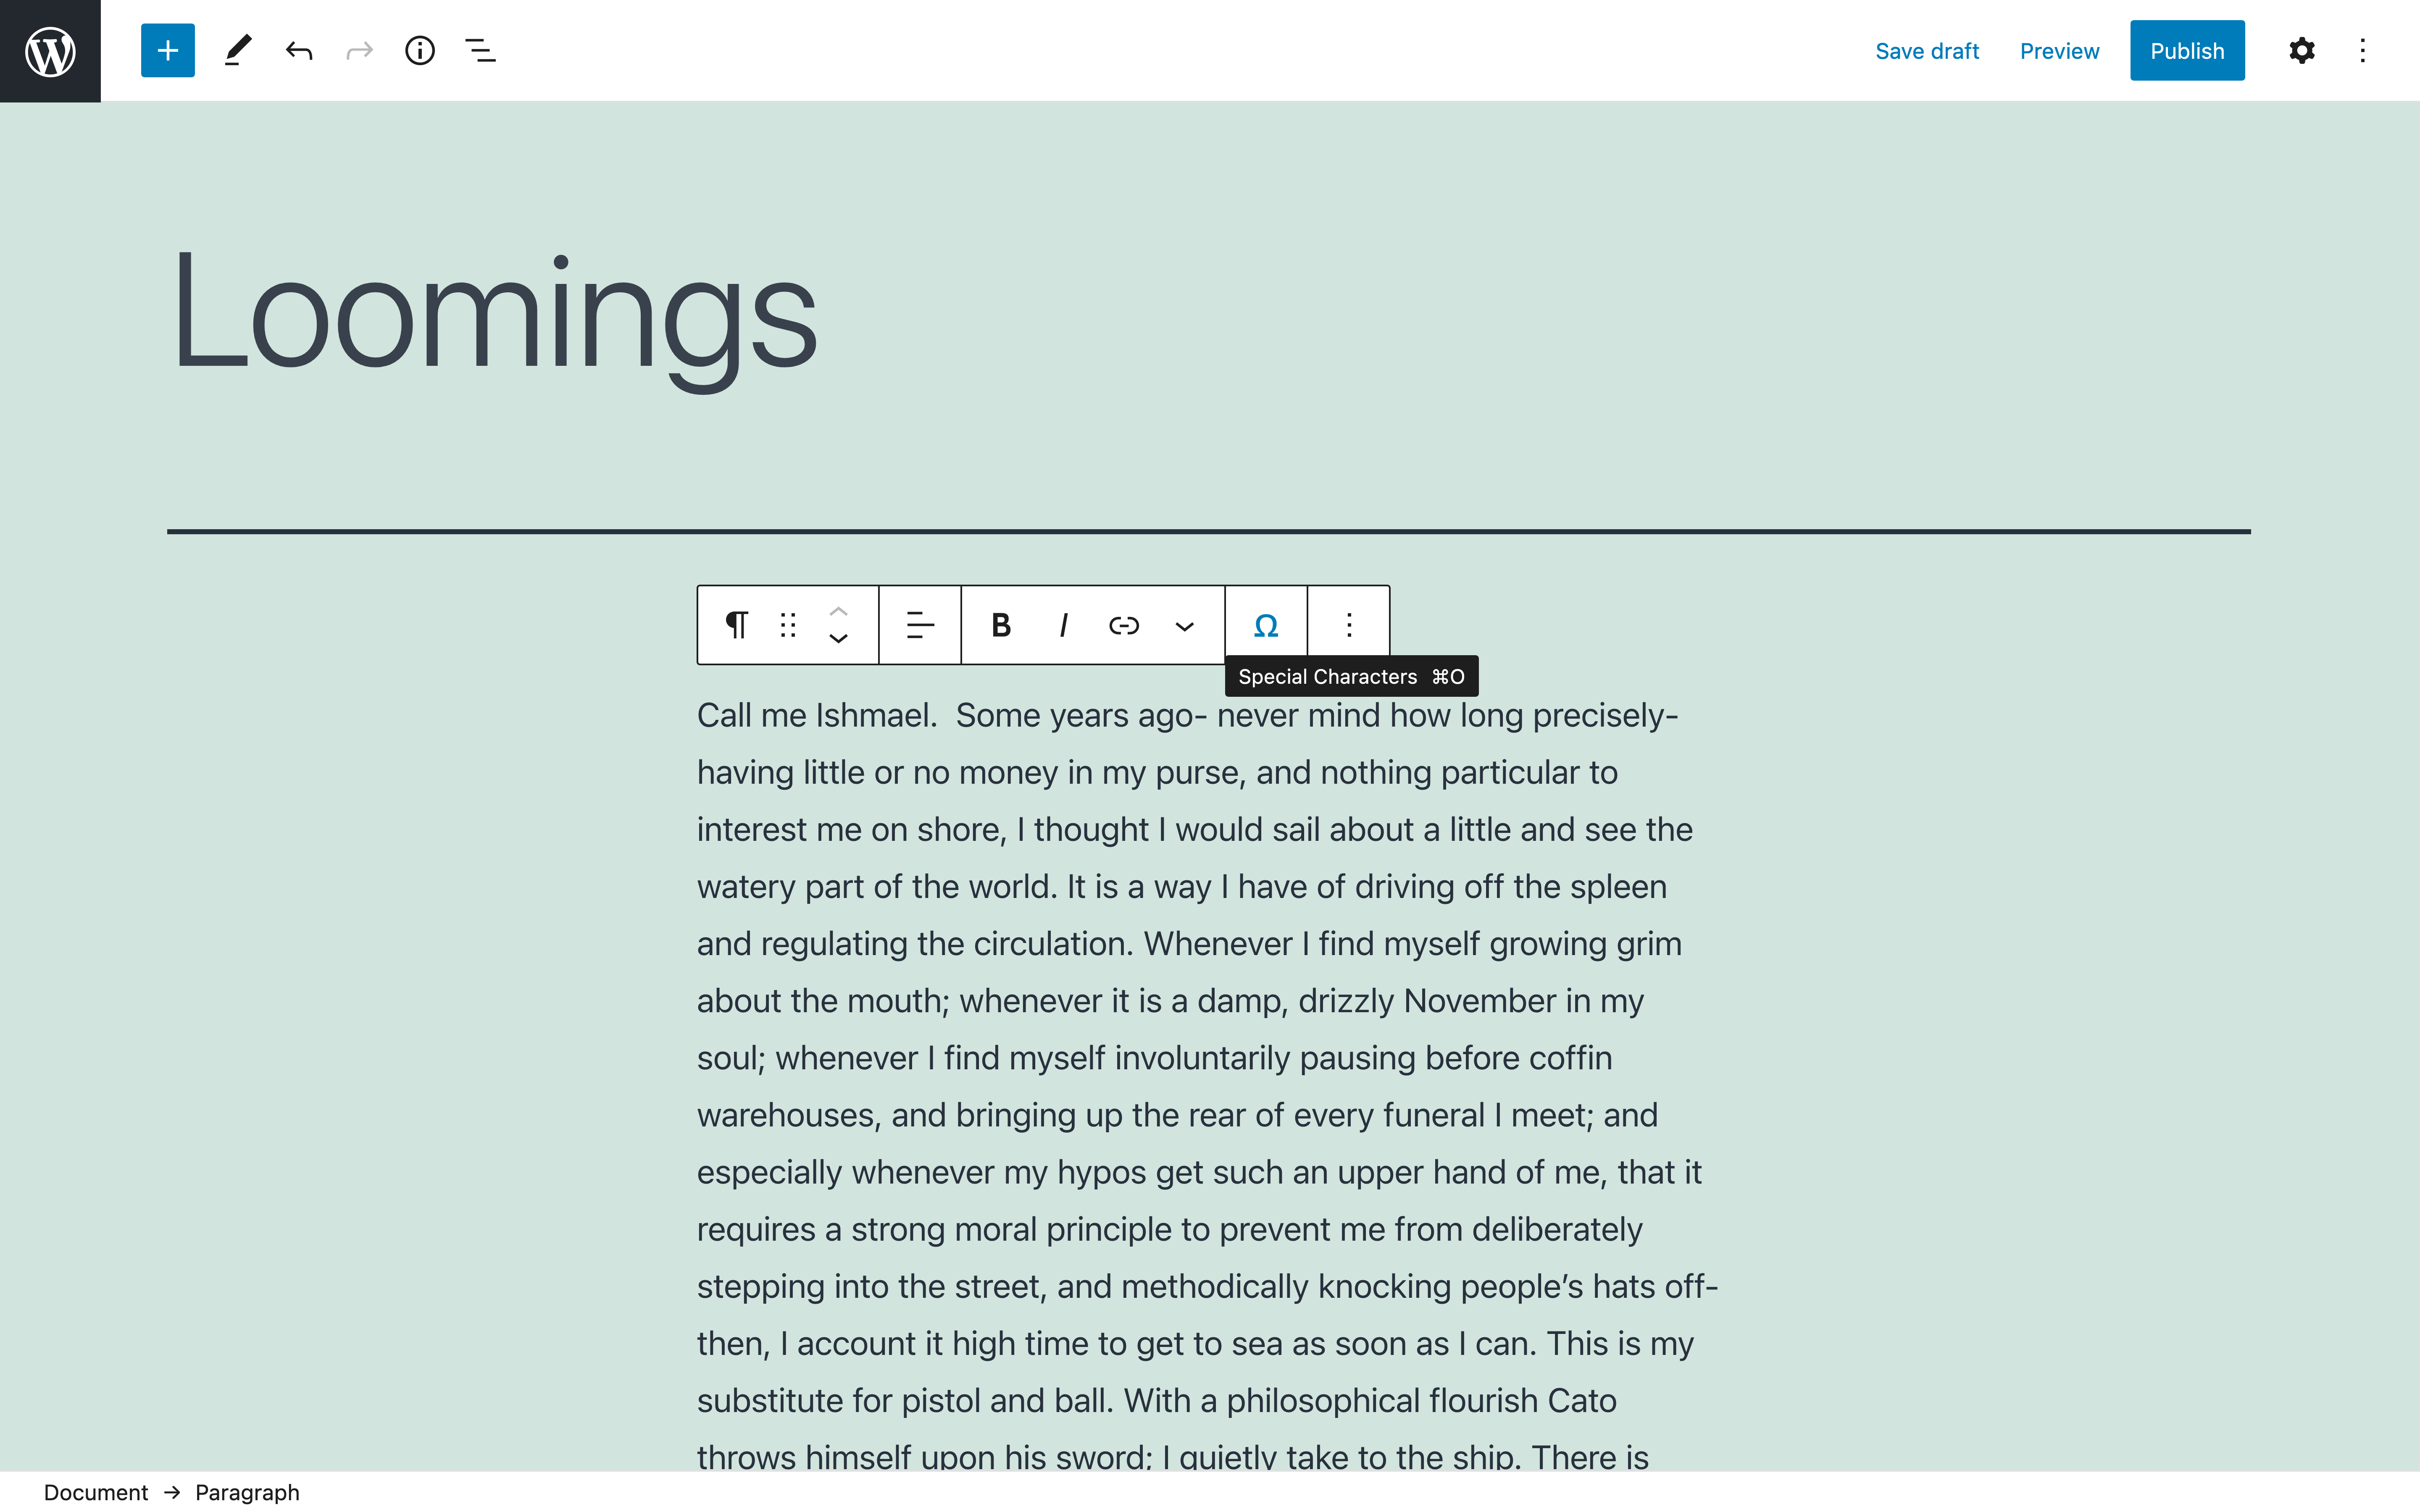 Save draft Preview Publish
Loomings
B I Ω
Special Characters ⌘O
Call me Ishmael.  Some years ago- never mind how long precisely-
having little or no money in my purse, and nothing particular to
interest me on shore, I thought I would sail about a little and see the
watery part of the world. It is a way I have of driving off the spleen
and regulating the circulation. Whenever I find myself growing grim
about the mouth; whenever it is a damp, drizzly November in my
soul; whenever I find myself involuntarily pausing before coffin
warehouses, and bringing up the rear of every funeral I meet; and
especially whenever my hypos get such an upper hand of me, that it
requires a strong moral principle to prevent me from deliberately
stepping into the street, and methodically knocking people’s hats off-
then, I account it high time to get to sea as soon as I can. This is my
substitute for pistol and ball. With a philosophical flourish Cato
throws himself upon his sword; I quietly take to the ship. There is
Document → Paragraph